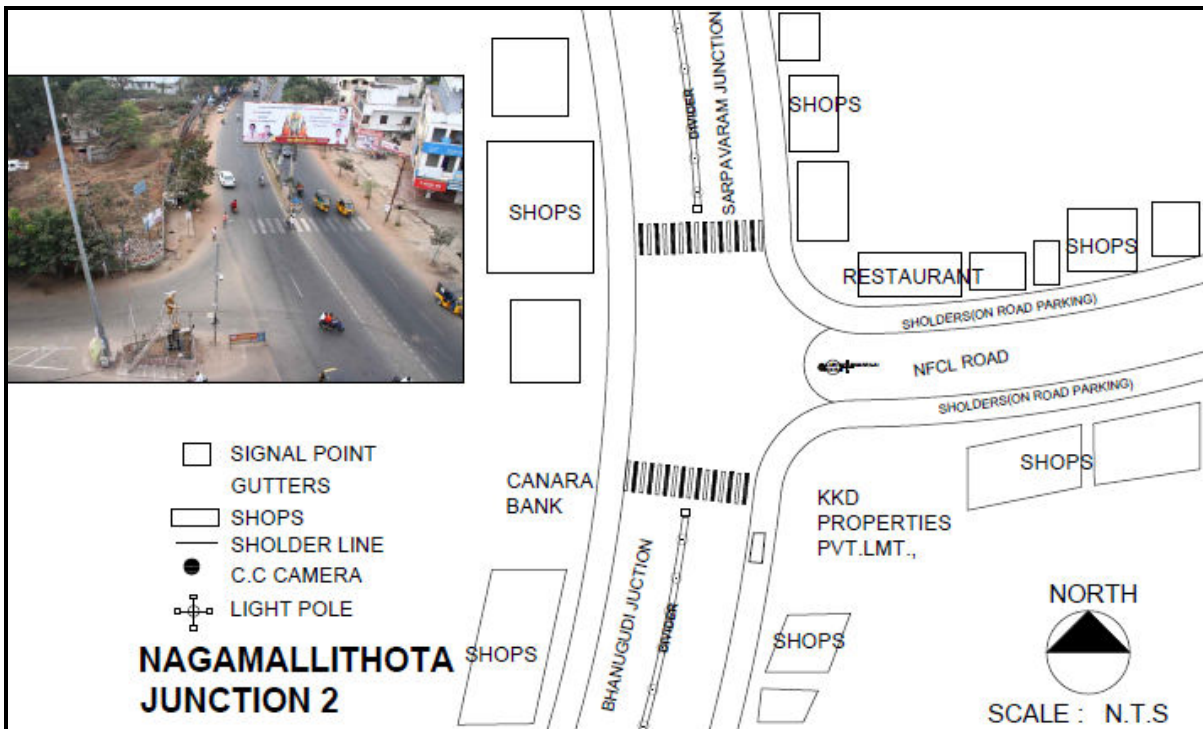 DIVIDER
SARPAVARAM JUNCTION
SHOPS
SHOPS
SHOPS
RESTAURANT
SHOLDERS(ON ROAD PARKING)
NFCL ROAD
SHOLDERS(ON ROAD PARKING)
SHOPS
CANARA
BANK
KKD
PROPERTIES
PVT.LMT.,
SIGNAL POINT
GUTTERS
SHOPS
SHOLDER LINE
C.C CAMERA
LIGHT POLE
NAGAMALLITHOTA
JUNCTION 2
SHOPS
BHANUGUDI JUCTION
DIVIDER
SHOPS
NORTH
SCALE : N.T.S